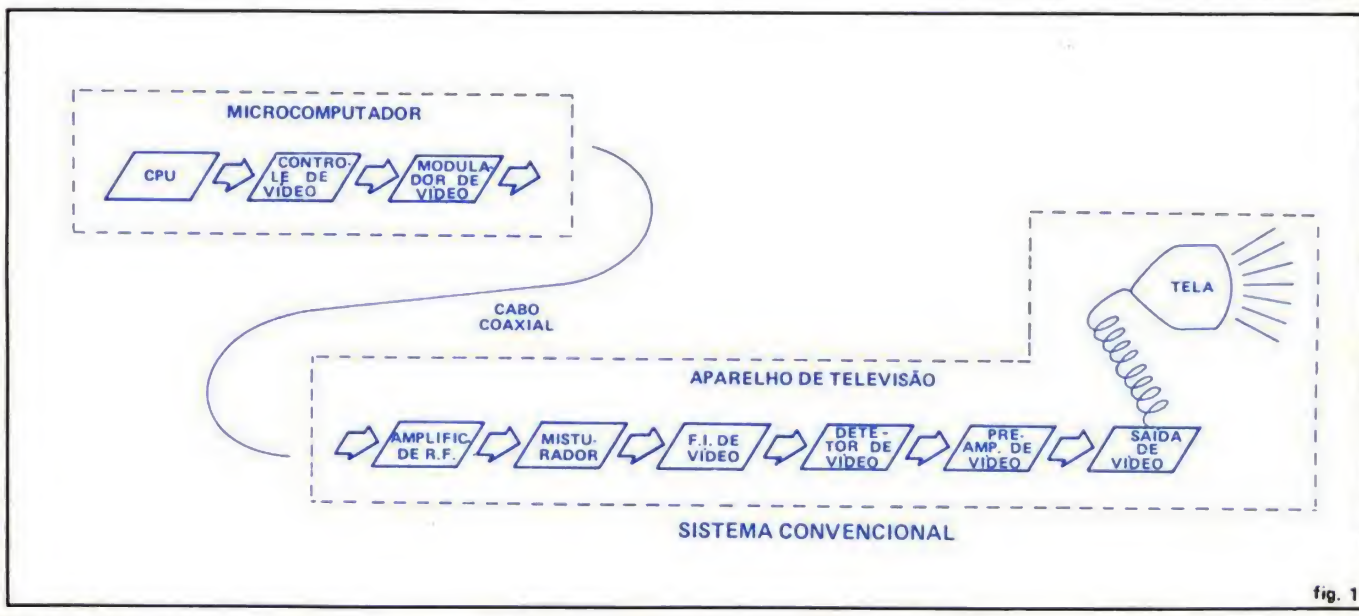 MICROCOMPUTADOR
CPU
CONTRO-
LE DE
VÍDEO
MODULA-
DOR DE
VÍDEO
CABO
COAXIAL
TELA
APARELHO DE TELEVISÃO
AMPLIFIC.
DE R.F.
MISTU-
RADOR
F.I. DE
VÍDEO
DETE-
TOR DE
VÍDEO
PRE-
AMP. DE
VÍDEO
SAÍDA
DE
VÍDEO
SISTEMA CONVENCIONAL
fig. 1